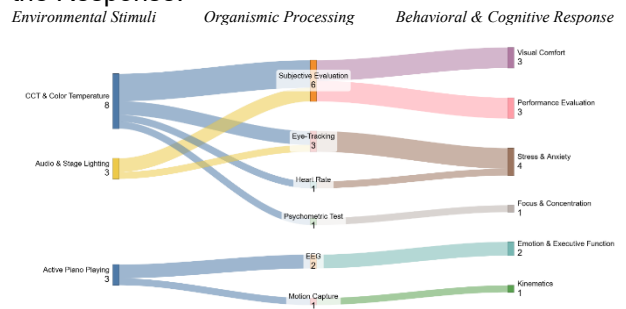 the Response.
Environmental Stimuli Organismic Processing Behavioral & Cognitive Response
Visual Comfort
3
Subjective Evaluation
6
CCT & Color Temperature
8
Performance Evaluation
3
Eye-Tracking
3
Stress & Anxiety
4
Audio & Stage Lighting
3
Heart Rate
1
Focus & Concentration
1
Psychometric Test
1
Emotion & Executive Function
2
EEG
2
Active Piano Playing
3
Kinematics
1
Motion Capture
1